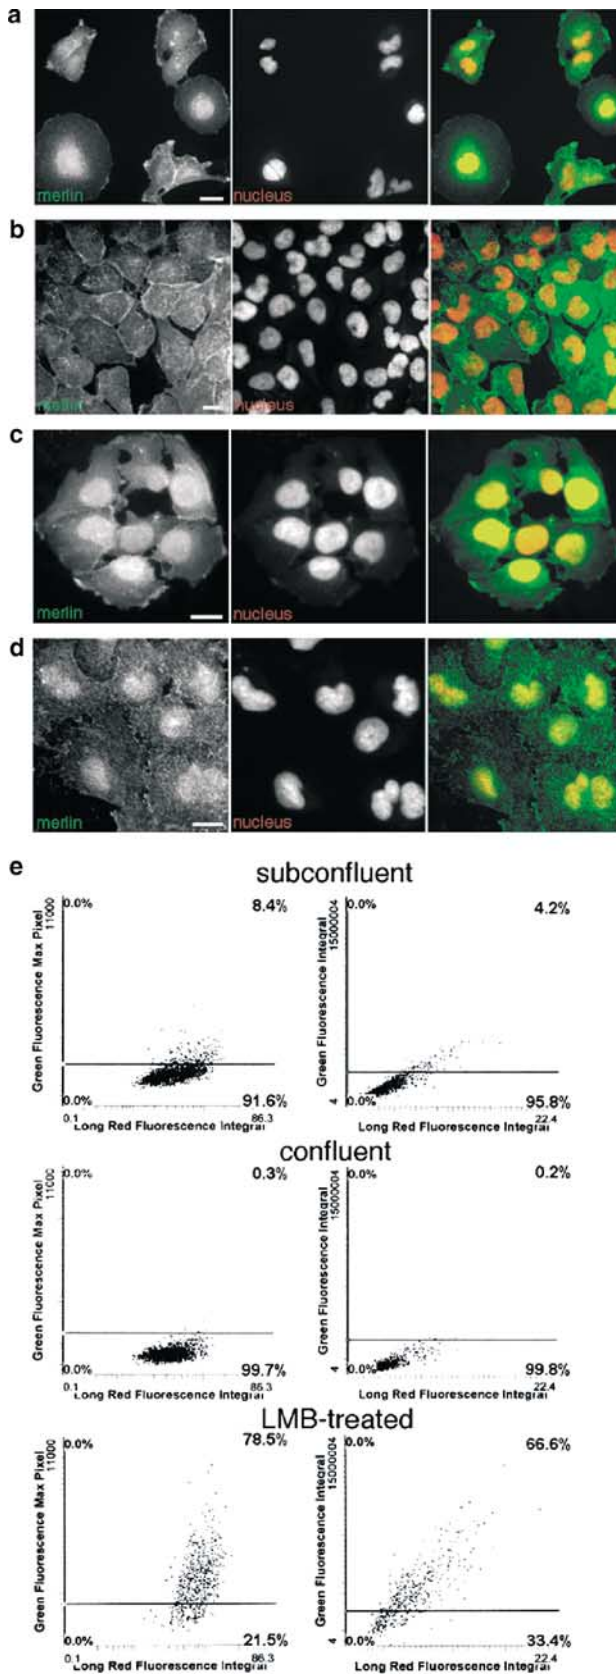 a
merlin
nucleus
b
merlin
nucleus
c
merlin
nucleus
d
merlin
nucleus
e
subconfluent
Green Fluorescence Max Pixel
11000
0.0%
8.4%
0.0%
91.6%
0.1
86.3
Long Red Fluorescence Integral
Green Fluorescence Integral
15000004
4
0.0%
4.2%
0.0%
95.8%
22.4
Long Red Fluorescence Integral
confluent
Green Fluorescence Max Pixel
11000
0.0%
0.3%
0.0%
99.7%
0.1
86.3
Long Red Fluorescence Integral
Green Fluorescence Integral
15000004
4
0.0%
0.2%
0.0%
99.8%
22.4
Long Red Fluorescence Integral
LMB-treated
Green Fluorescence Max Pixel
11000
0.0%
78.5%
0.0%
21.5%
0.1
86.3
Long Red Fluorescence Integral
Green Fluorescence Integral
15000004
4
0.0%
66.6%
0.0%
33.4%
22.4
Long Red Fluorescence Integral